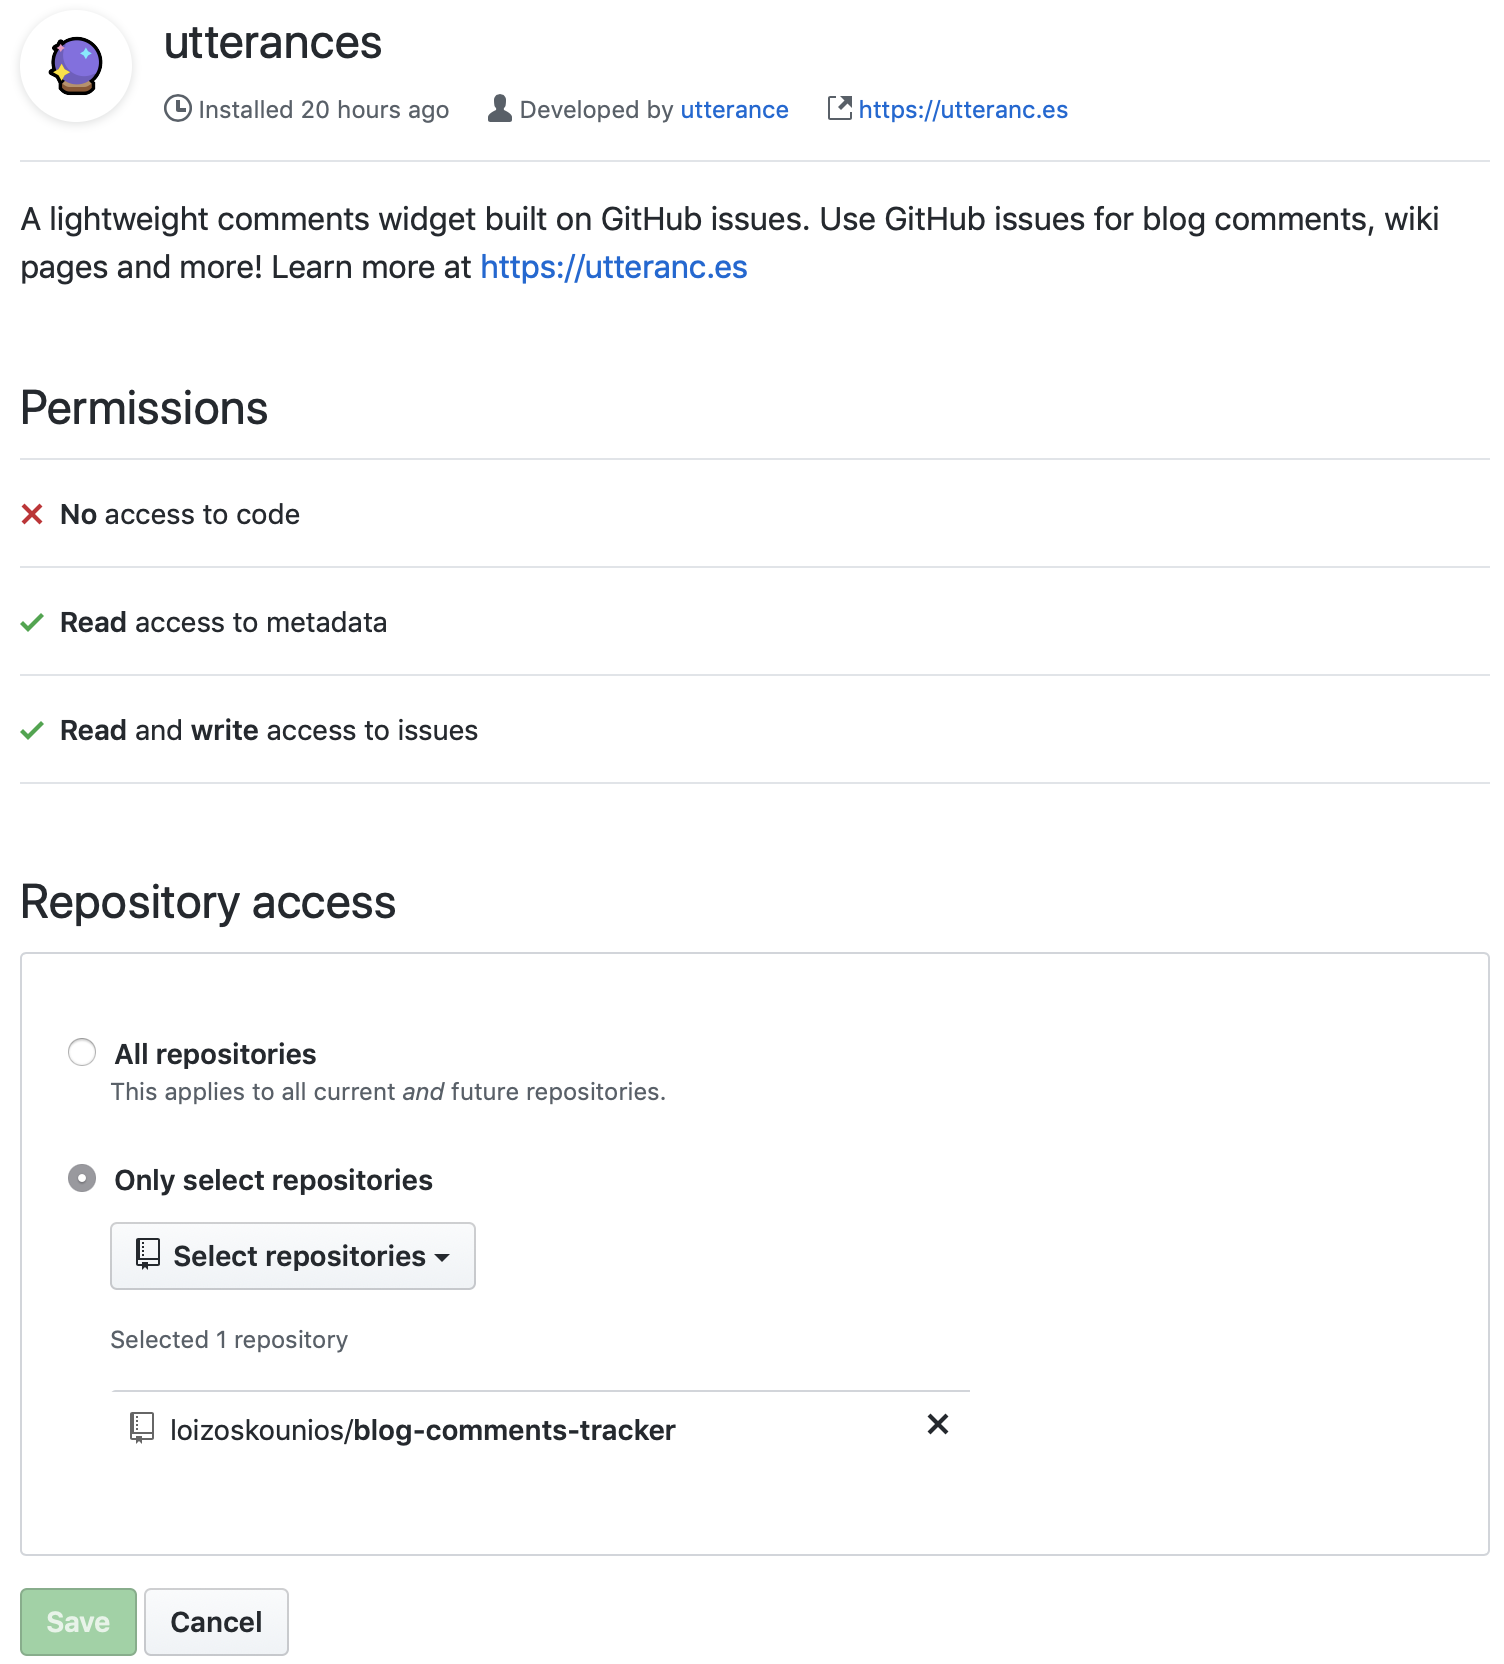 utterances
Installed 20 hours ago Developed by utterance https://utteranc.es
A lightweight comments widget built on GitHub issues. Use GitHub issues for blog comments, wiki
pages and more! Learn more at https://utteranc.es
Permissions
No access to code
Read access to metadata
Read and write access to issues
Repository access
All repositories
This applies to all current and future repositories.
Only select repositories
Select repositories
Selected 1 repository
loizoskounios/blog-comments-tracker
Save Cancel